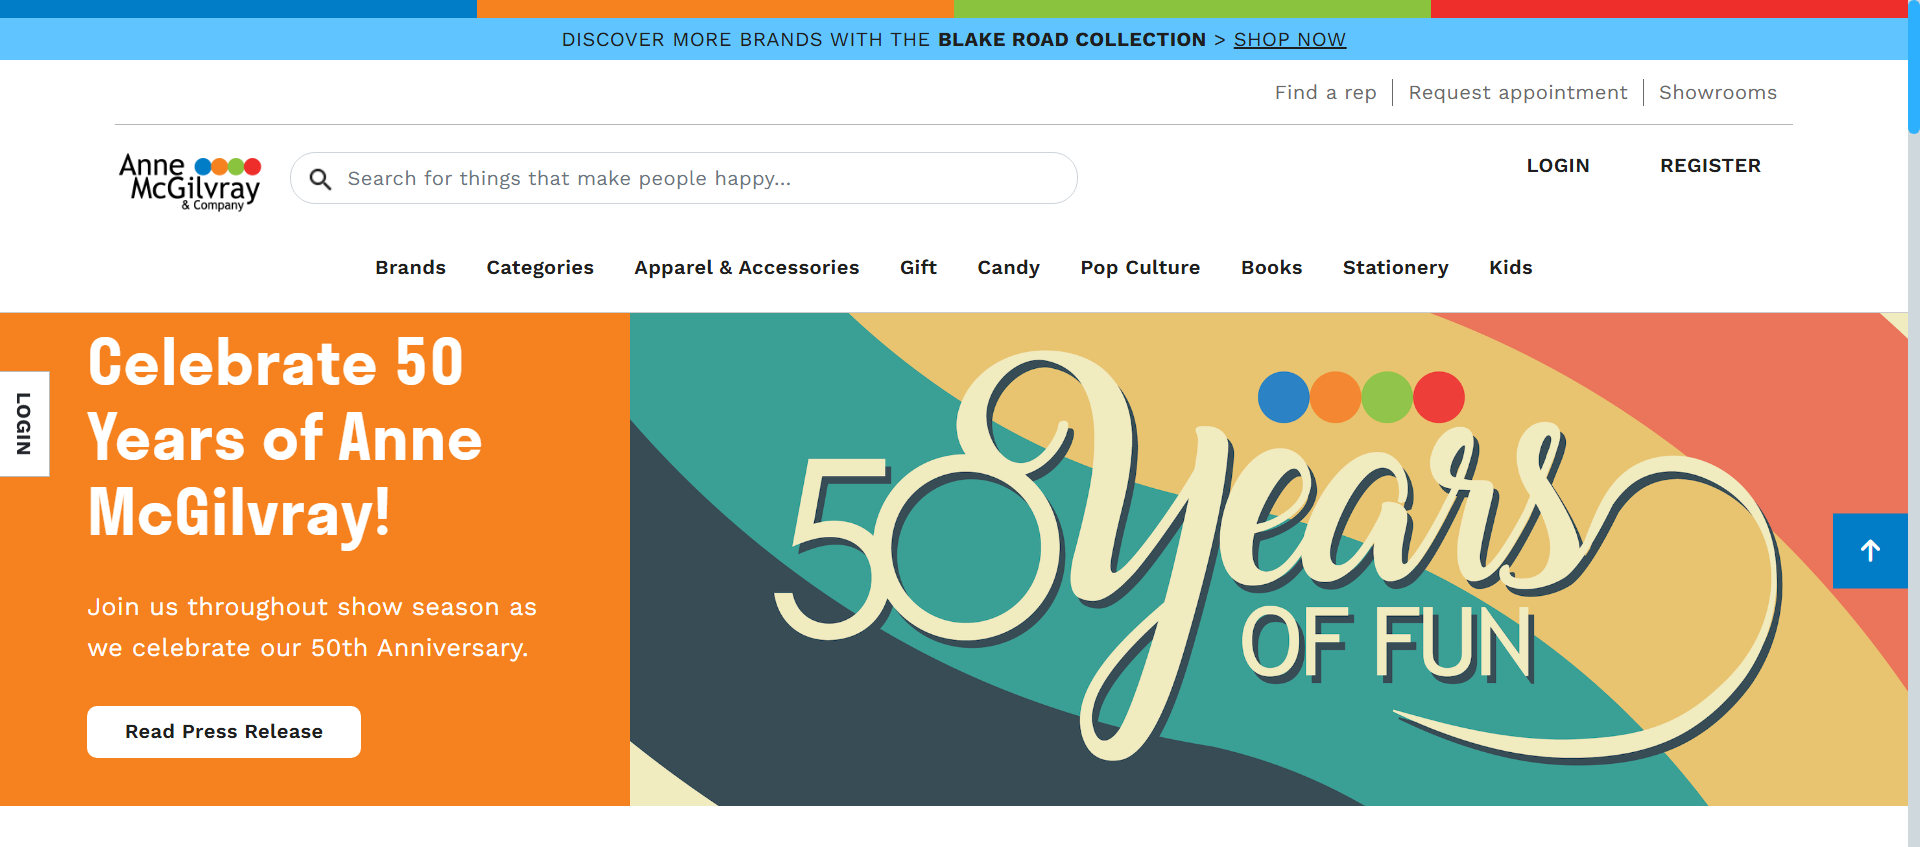 DISCOVER MORE BRANDS WITH THE BLAKE ROAD COLLECTION > SHOP NOW
Find a rep
Request appointment
Showrooms
Anne
McGilvray
& Company
Search for things that make people happy...
LOGIN
REGISTER
Brands
Categories
Apparel & Accessories
Gift
Candy
Pop Culture
Books
Stationery
Kids
LOGIN
Celebrate 50
Years of Anne
McGilvray!
Join us throughout show season as
we celebrate our 50th Anniversary.
Read Press Release
50 Years
OF FUN